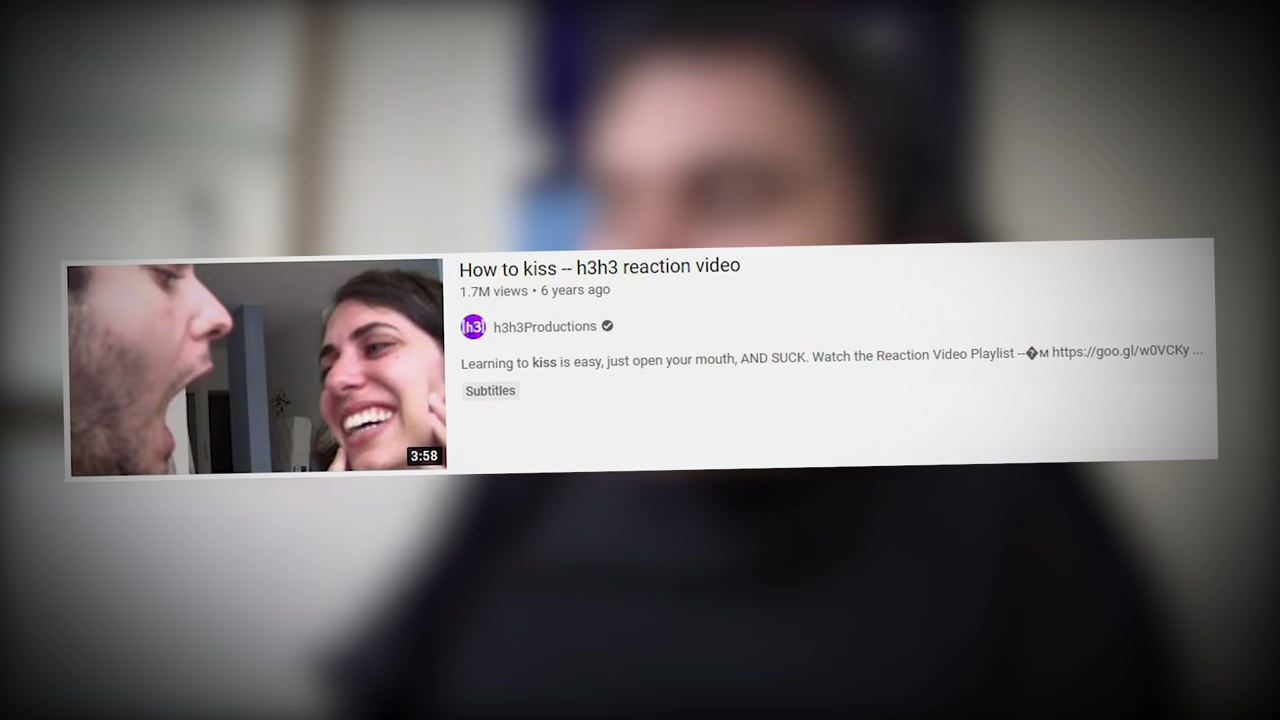 How to kiss -- h3h3 reaction video
1.7M views • 6 years ago
h3
h3h3Productions
Learning to kiss is easy, just open your mouth, AND SUCK. Watch the Reaction Video Playlist --�ᴍ https://goo.gl/w0VCKy ...
Subtitles
3:58